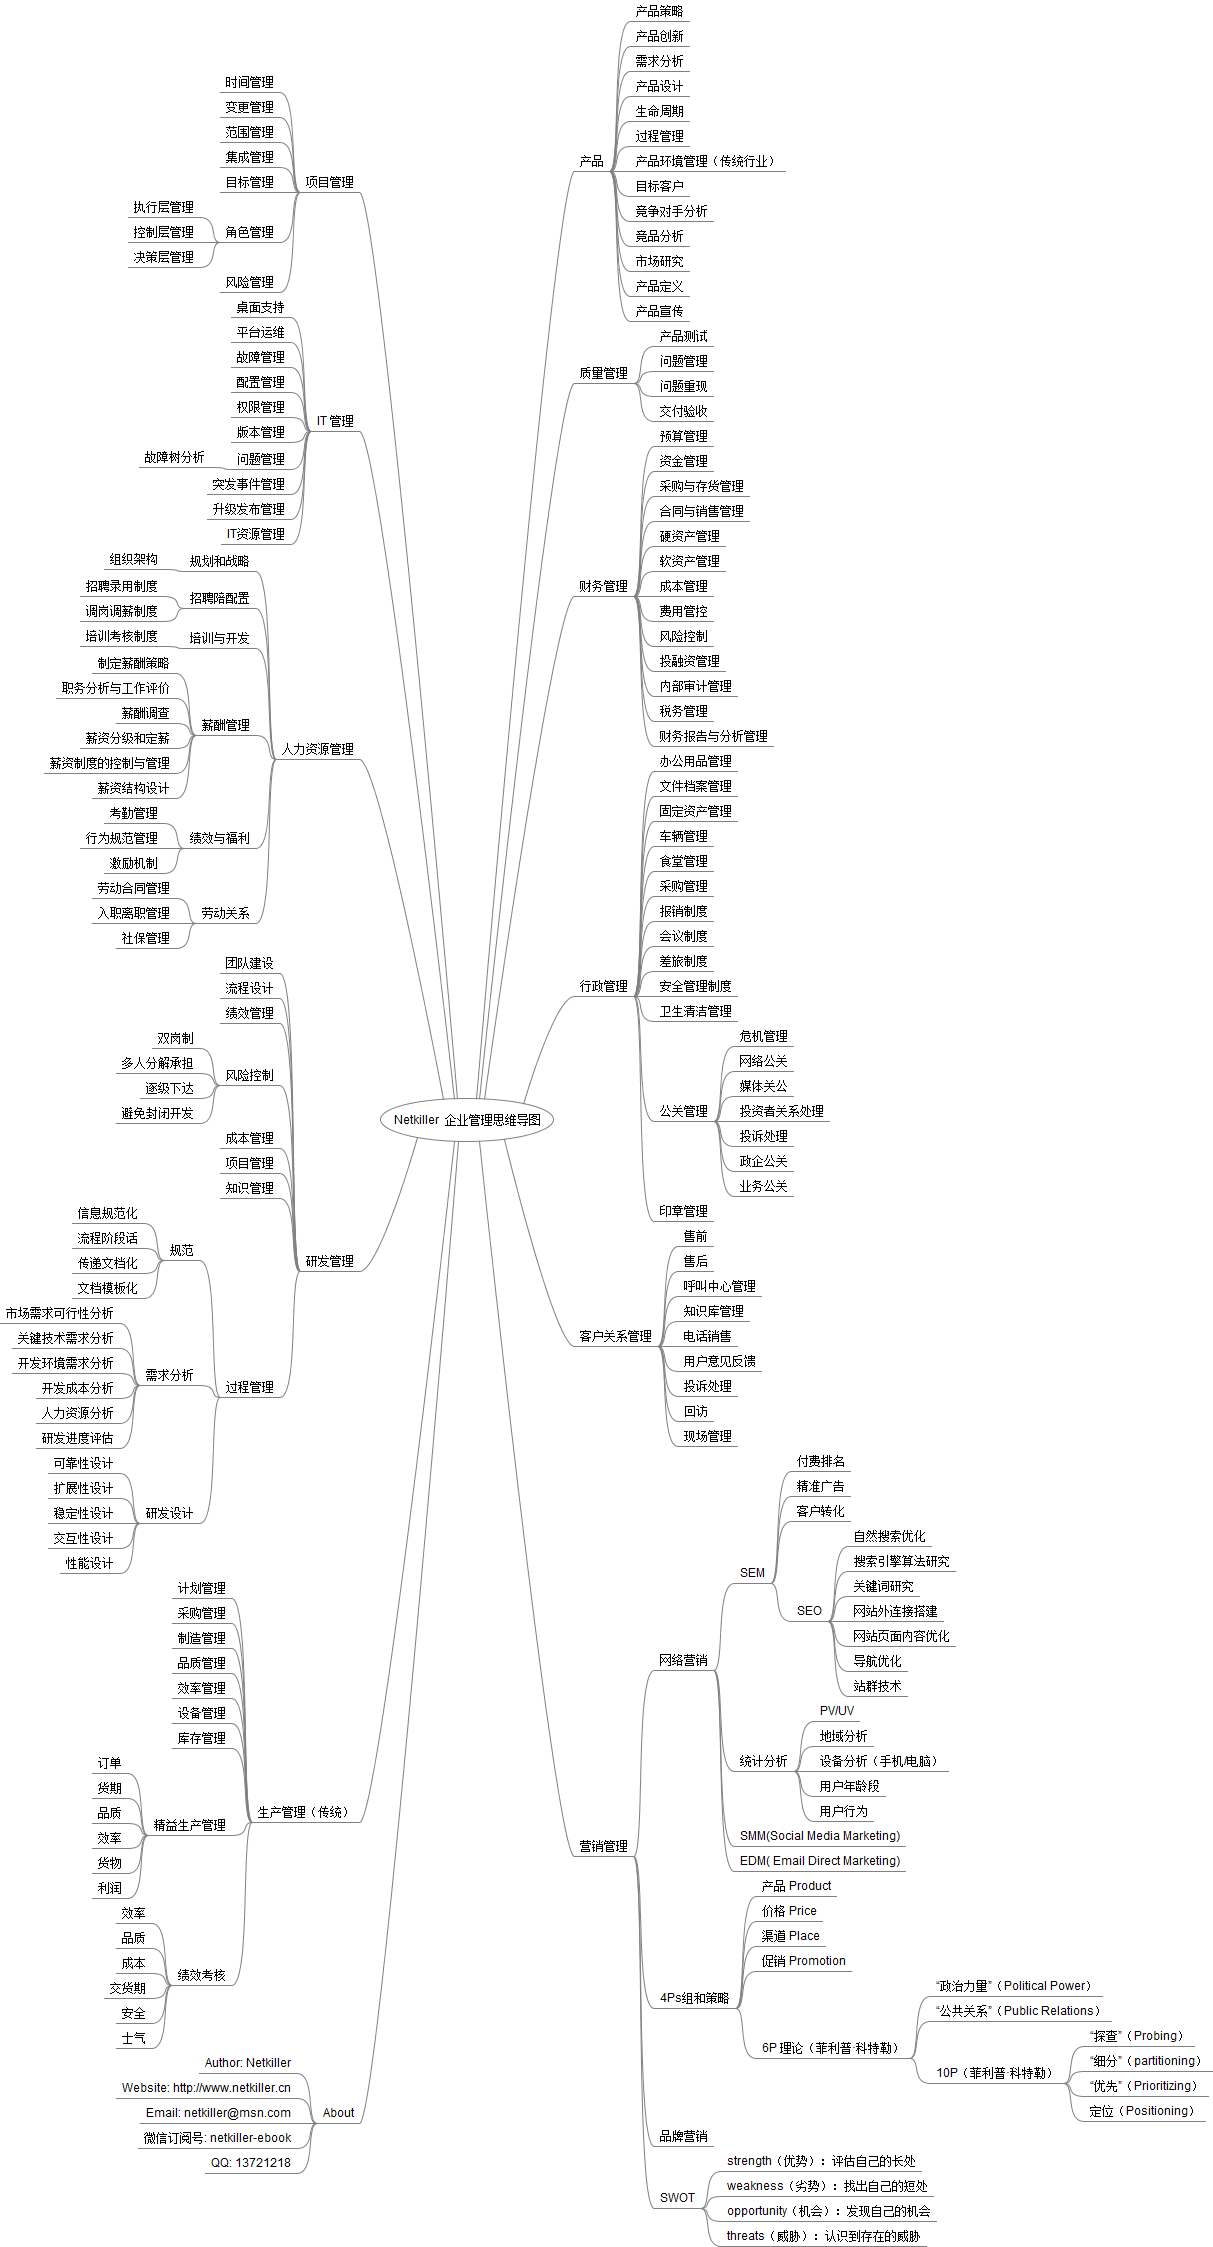 Netkiller 企业管理思维导图
项目管理
时间管理
变更管理
范围管理
集成管理
目标管理
角色管理
执行层管理
控制层管理
决策层管理
风险管理
IT 管理
桌面支持
平台运维
故障管理
配置管理
权限管理
版本管理
问题管理
故障树分析
突发事件管理
升级发布管理
IT资源管理
人力资源管理
规划和战略
组织架构
招聘陪配置
招聘录用制度
调岗调薪制度
培训与开发
培训考核制度
薪酬管理
制定薪酬策略
职务分析与工作评价
薪酬调查
薪资分级和定薪
薪资制度的控制与管理
薪资结构设计
绩效与福利
考勤管理
行为规范管理
激励机制
劳动关系
劳动合同管理
入职离职管理
社保管理
研发管理
团队建设
流程设计
绩效管理
风险控制
双岗制
多人分解承担
逐级下达
避免封闭开发
成本管理
项目管理
知识管理
过程管理
规范
信息规范化
流程阶段话
传递文档化
文档模板化
需求分析
市场需求可行性分析
关键技术需求分析
开发环境需求分析
开发成本分析
人力资源分析
研发进度评估
研发设计
可靠性设计
扩展性设计
稳定性设计
交互性设计
性能设计
生产管理（传统）
计划管理
采购管理
制造管理
品质管理
效率管理
设备管理
库存管理
精益生产管理
订单
货期
品质
效率
货物
利润
绩效考核
效率
品质
成本
交货期
安全
士气
About
Author: Netkiller
Website: http://www.netkiller.cn
Email: netkiller@msn.com
微信订阅号: netkiller-ebook
QQ: 13721218
产品
产品策略
产品创新
需求分析
产品设计
生命周期
过程管理
产品环境管理（传统行业）
目标客户
竟争对手分析
竟品分析
市场研究
产品定义
产品宣传
质量管理
产品测试
问题管理
问题重现
交付验收
财务管理
预算管理
资金管理
采购与存货管理
合同与销售管理
硬资产管理
软资产管理
成本管理
费用管控
风险控制
投融资管理
内部审计管理
税务管理
财务报告与分析管理
行政管理
办公用品管理
文件档案管理
固定资产管理
车辆管理
食堂管理
采购管理
报销制度
会议制度
差旅制度
安全管理制度
卫生清洁管理
公关管理
危机管理
网络公关
媒体关公
投资者关系处理
投诉处理
政企公关
业务公关
印章管理
客户关系管理
售前
售后
呼叫中心管理
知识库管理
电话销售
用户意见反馈
投诉处理
回访
现场管理
营销管理
网络营销
SEM
付费排名
精准广告
客户转化
SEO
自然搜索优化
搜索引擎算法研究
关键词研究
网站外连接搭建
网站页面内容优化
导航优化
站群技术
统计分析
PV/UV
地域分析
设备分析（手机/电脑）
用户年龄段
用户行为
SMM(Social Media Marketing)
EDM( Email Direct Marketing)
4Ps组和策略
产品 Product
价格 Price
渠道 Place
促销 Promotion
6P 理论（菲利普·科特勒）
“政治力量”（Political Power）
“公共关系”（Public Relations）
10P（菲利普·科特勒）
“探查”（Probing）
“细分”（partitioning）
“优先”（Prioritizing）
定位（Positioning）
品牌营销
SWOT
strength（优势）：评估自己的长处
weakness（劣势）：找出自己的短处
opportunity（机会）：发现自己的机会
threats（威胁）：认识到存在的威胁